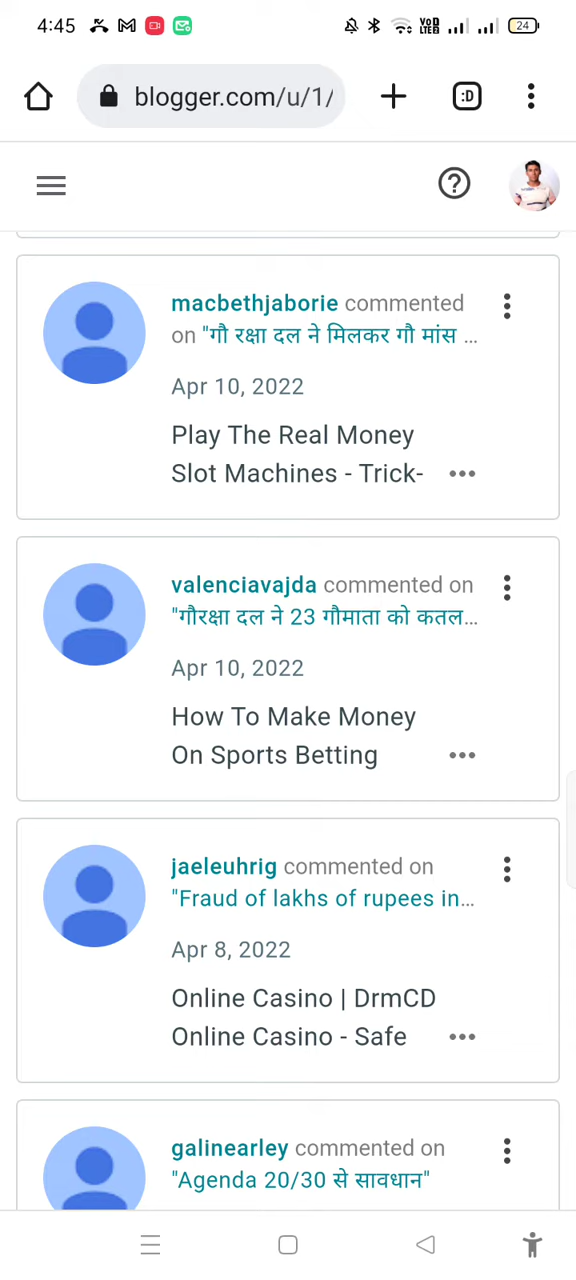 4:45
VoD
LTE2
24
blogger.com/u/1/
:D
macbethjaborie commented
on "गौ रक्षा दल ने मिलकर गौ मांस ...
Apr 10, 2022
Play The Real Money
Slot Machines - Trick-
valenciavajda commented on
"गौरक्षा दल ने 23 गौमाता को कतल...
Apr 10, 2022
How To Make Money
On Sports Betting
jaeleuhrig commented on
"Fraud of lakhs of rupees in...
Apr 8, 2022
Online Casino | DrmCD
Online Casino - Safe
galinearley commented on
"Agenda 20/30 से सावधान"